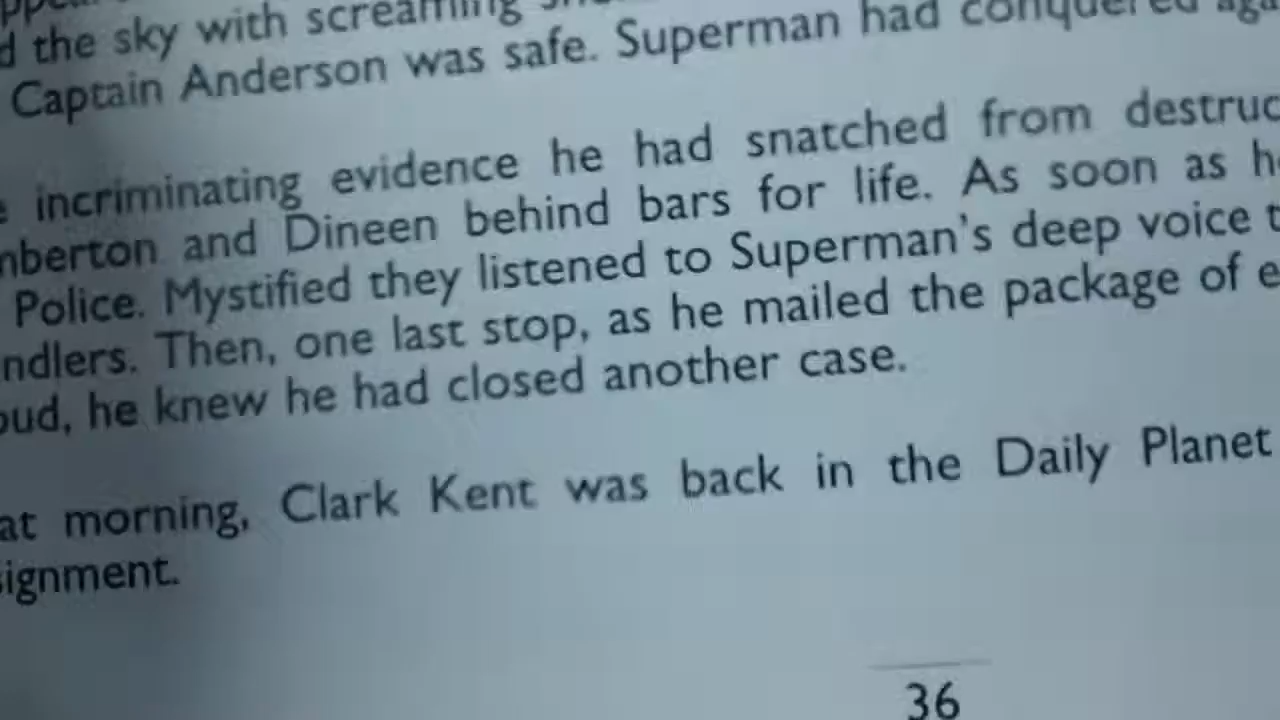 the sky with screaming
Captain Anderson was safe. Superman had conquered
incriminating evidence he had snatched from
and Dineen behind bars for life. As soon as
Police. Mystified they listened to Superman's deep voice
Then, one last stop, as he mailed the package of
he knew he had closed another case.
morning, Clark Kent was back in the Daily Planet
36